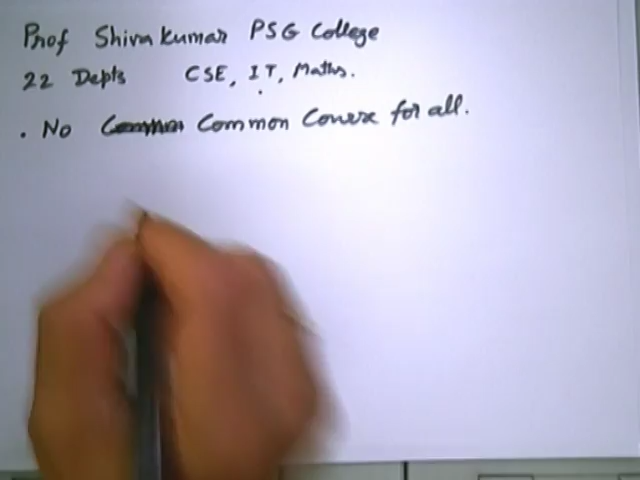 Prof Shivakumar PSG College
22 Depts CSE, IT, Maths.
. No Common Common Course for all.